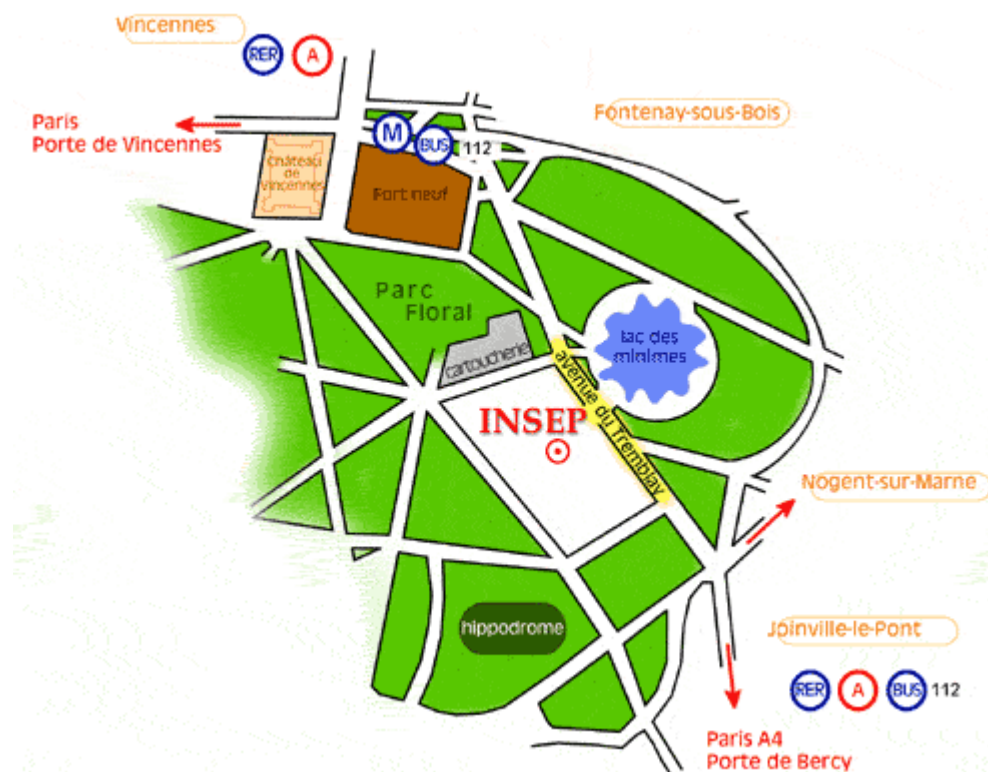 Vincennes
RER A
Fontenay-sous-Bois
Paris
Porte de Vincennes
M
BUS 112
Château
de
Vincennes
Fort neuf
Parc
Floral
lac des
minimes
cartoucherie
avenue du Tremblay
INSEP
Nogent-sur-Marne
hippodrome
Joinville-le-Pont
RER A BUS 112
Paris A4
Porte de Bercy